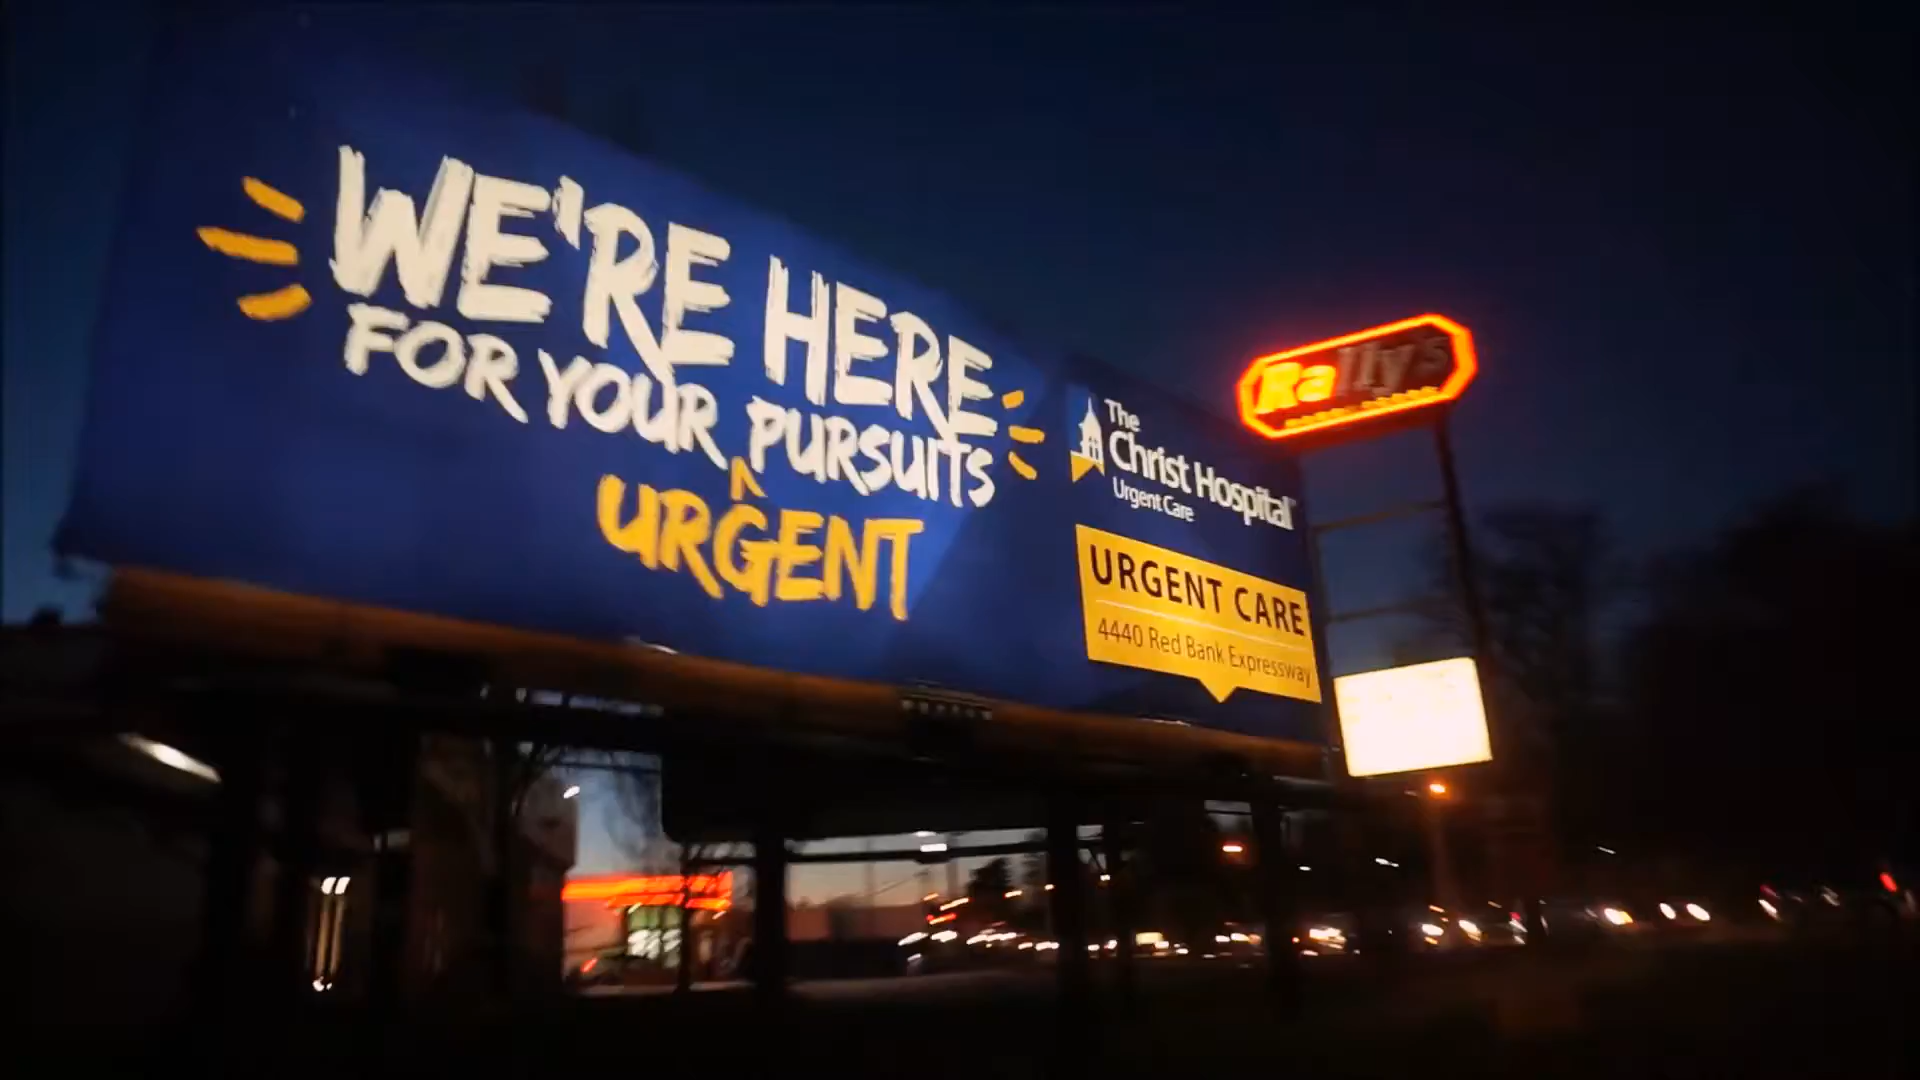 WE'RE HERE
FOR YOUR PURSUITS
^
URGENT
The
Christ Hospital
Urgent Care
URGENT CARE
4440 Red Bank Expressway
Rally's